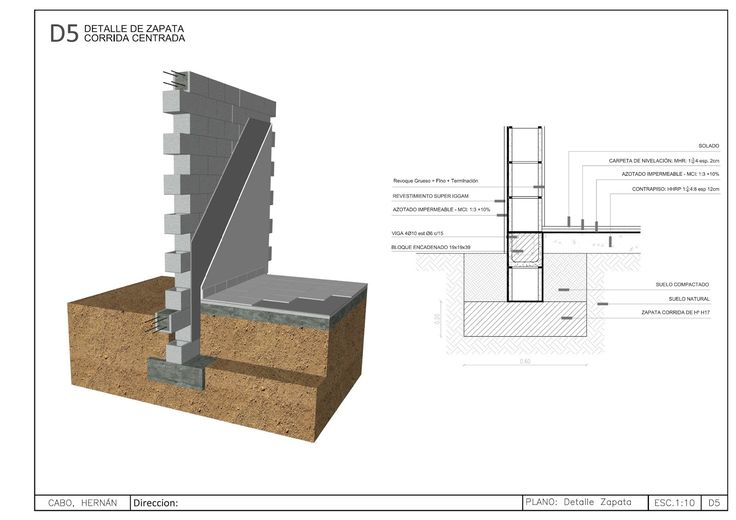 D5 DETALLE DE ZAPATA
CORRIDA CENTRADA
SOLADO
CARPETA DE NIVELACIÓN: MHR: 1:¼:4 esp. 2cm
AZOTADO IMPERMEABLE - MCI: 1:3 +10%
CONTRAPISO: HHRP 1:¼:4:8 esp 12cm
Revoque Grueso + Fino + Terminación
REVESTIMIENTO SUPER IGGAM
AZOTADO IMPERMEABLE - MCI: 1:3 +10%
VIGA 4Ø10 est Ø6 c/15
BLOQUE ENCADENADO 19x19x39
SUELO COMPACTADO
SUELO NATURAL
ZAPATA CORRIDA DE Hº H17
0.60
CABO, HERNÁN
Direccion:
PLANO: Detalle Zapata
ESC.1:10
D5